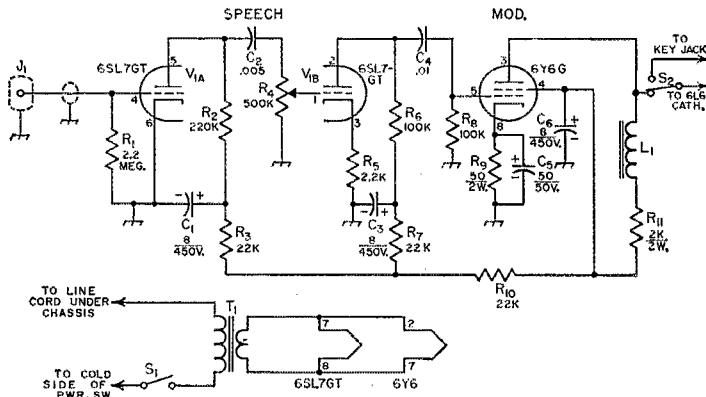 SPEECH
MOD.
J1
6SL7GT
V1A
5
4
6
C2
.005
R1
2.2
MEG.
R2
220K
R4
500K
C1
8
450V.
R3
22K
V1B
6SL7-
GT
2
1
3
C4
.01
R5
2.2K
R6
100K
C3
8
450V.
R7
22K
R8
100K
6Y6G
3
5
4
8
R9
50
2W.
C5
50
50V.
C6
8
450V.
R10
22K
TO
KEY JACK
S2
TO 6L6
CATH.
L1
R11
2K
2W.
TO LINE
CORD UNDER
CHASSIS
T1
TO COLD
SIDE OF
PWR. SW
S1
7
8
6SL7GT
2
7
6Y6